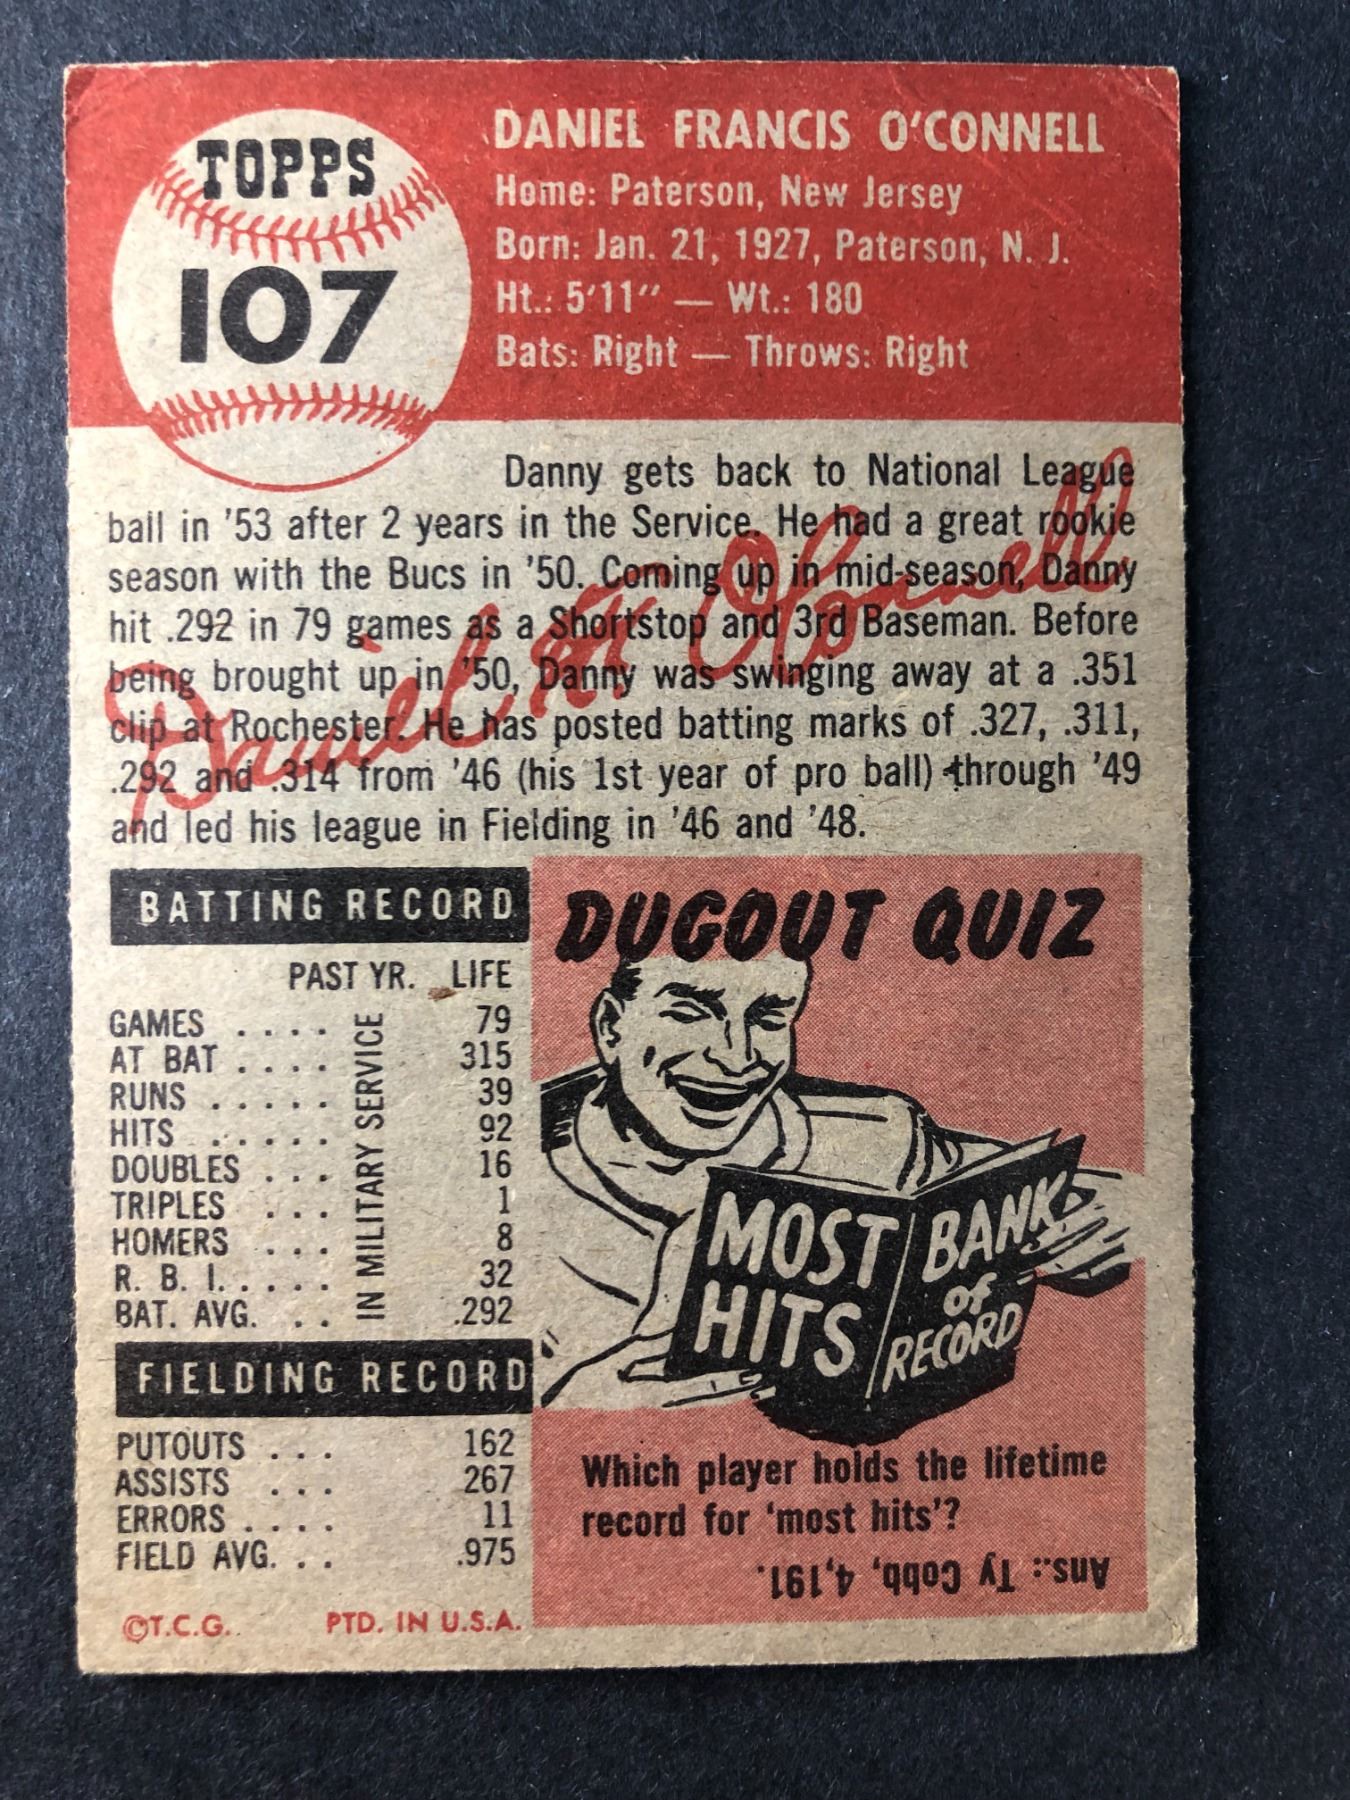 TOPPS
107
DANIEL FRANCIS O'CONNELL
Home: Paterson, New Jersey
Born: Jan. 21, 1927, Paterson, N. J.
Ht.: 5'11" — Wt.: 180
Bats: Right — Throws: Right
Danny gets back to National League
ball in '53 after 2 years in the Service. He had a great rookie
season with the Bucs in '50. Coming up in mid-season, Danny
hit .292 in 79 games as a Shortstop and 3rd Baseman. Before
being brought up in '50, Danny was swinging away at a .351
clip at Rochester. He has posted batting marks of .327, .311,
.292 and .314 from '46 (his 1st year of pro ball) through '49
and led his league in Fielding in '46 and '48.
Daniel F. O'Connell
BATTING RECORD
PAST YR. LIFE
GAMES .... 79
AT BAT .... 315
RUNS ..... 39
HITS ..... 92
DOUBLES ... 16
TRIPLES ... 1
HOMERS ... 8
R. B. I. .... 32
BAT. AVG. .. .292
IN MILITARY SERVICE
FIELDING RECORD
PUTOUTS ... 162
ASSISTS ... 267
ERRORS .... 11
FIELD AVG. .. .975
©T.C.G. PTD. IN U.S.A.
DUGOUT QUIZ
MOST
HITS
BANK
of
RECORD
Which player holds the lifetime
record for 'most hits'?
Ans.: Ty Cobb, 4,191.